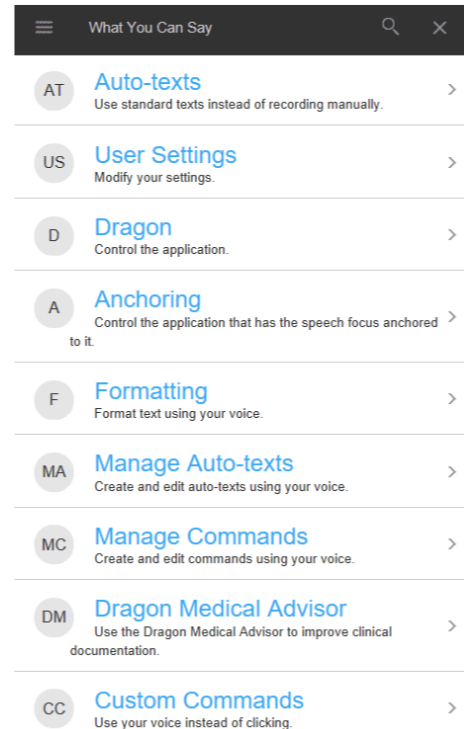 What You Can Say
AT
Auto-texts
Use standard texts instead of recording manually.
US
User Settings
Modify your settings.
D
Dragon
Control the application.
A
Anchoring
Control the application that has the speech focus anchored
to it.
F
Formatting
Format text using your voice.
MA
Manage Auto-texts
Create and edit auto-texts using your voice.
MC
Manage Commands
Create and edit commands using your voice.
DM
Dragon Medical Advisor
Use the Dragon Medical Advisor to improve clinical
documentation.
CC
Custom Commands
Use your voice instead of clicking.